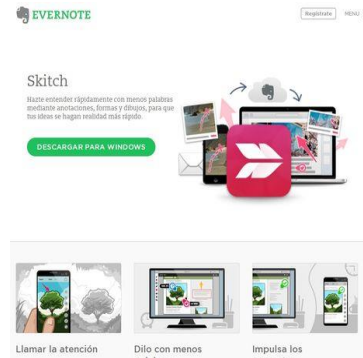 EVERNOTE
Regístrate
MENU
Skitch
Hazte entender rápidamente con menos palabras
mediante anotaciones, formas y dibujos, para que
tus ideas se hagan realidad más rápido.
DESCARGAR PARA WINDOWS
Llamar la atención
Dilo con menos
Impulsa los